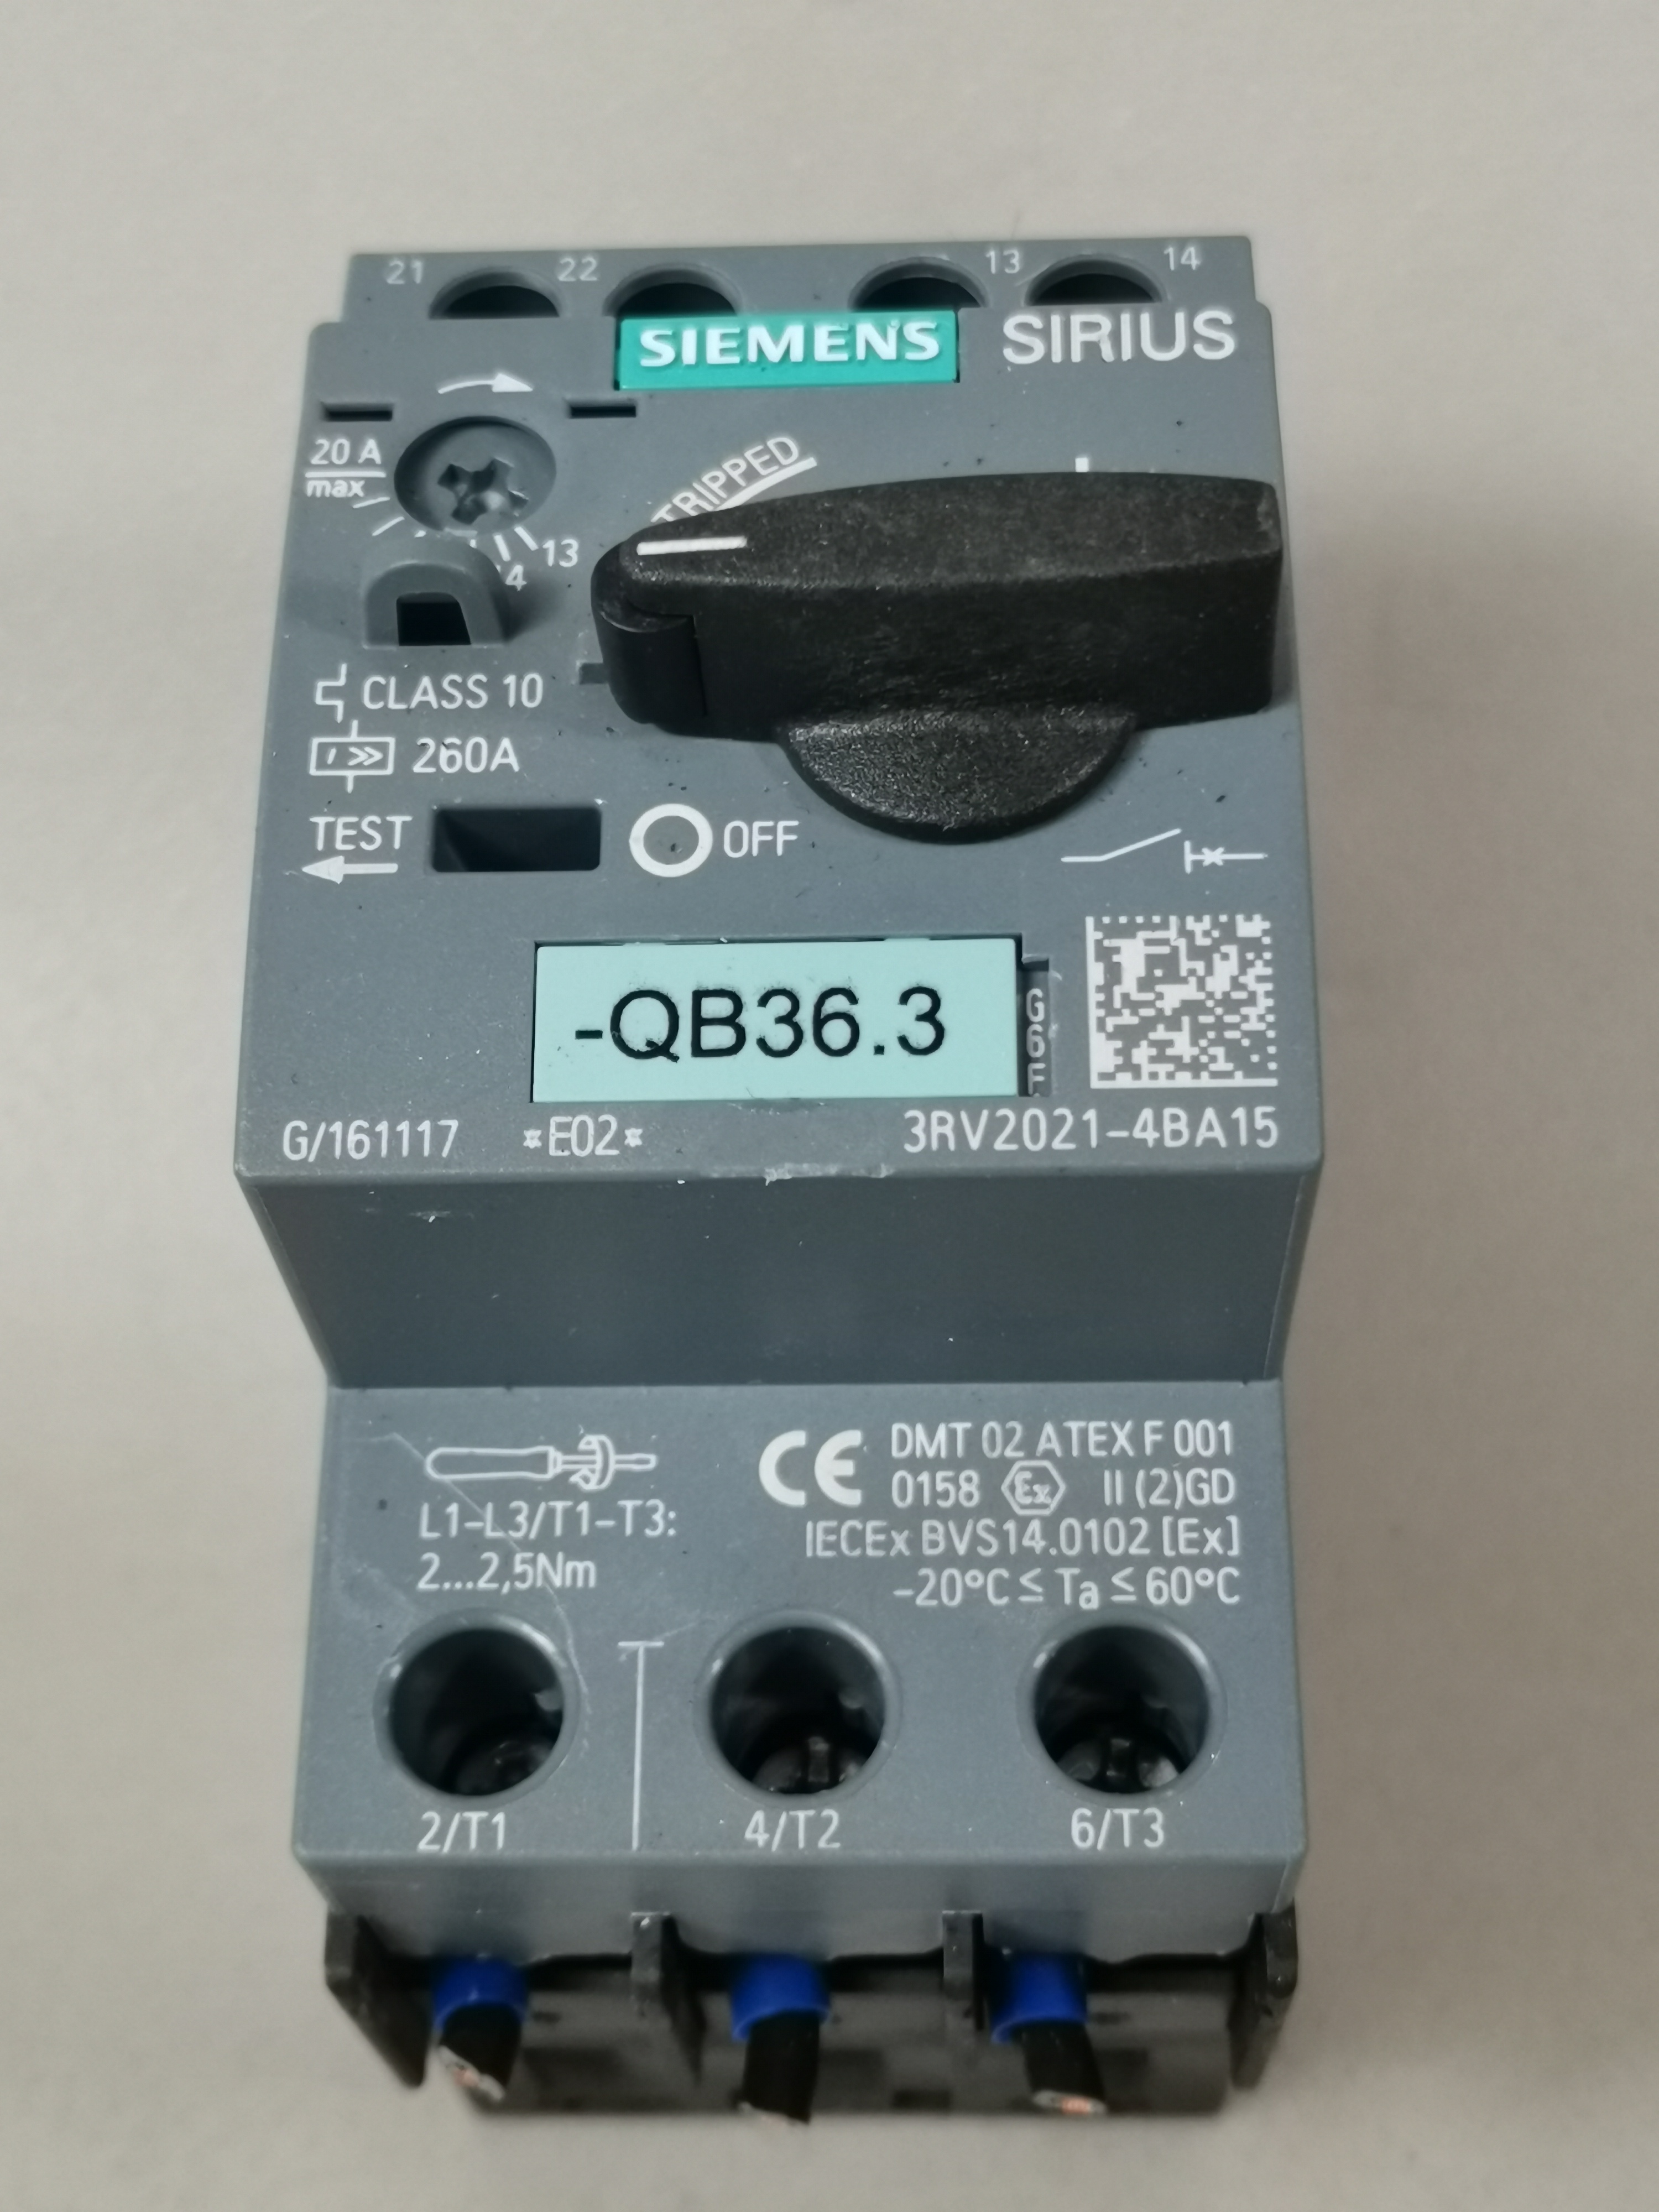 21 22 13 14
SIEMENS SIRIUS
20 A
max
TRIPPED
13
CLASS 10
260A
TEST
OFF
-QB36.3
G6F
G/161117 *E02* 3RV2021-4BA15
CE DMT 02 ATEX F 001
0158 Ex II (2)GD
L1-L3/T1-T3:
IECEx BVS14.0102 [Ex]
2...2,5Nm
-20°C ≤ Ta ≤ 60°C
2/T1 4/T2 6/T3